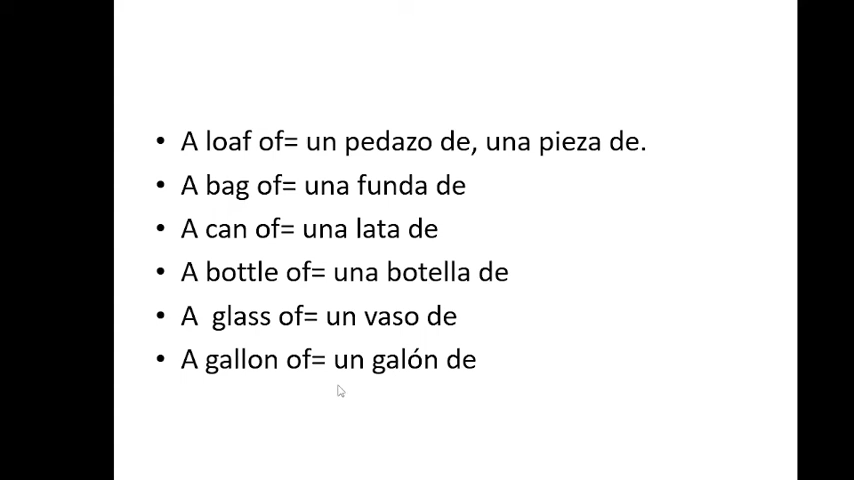 • A loaf of= un pedazo de, una pieza de.
• A bag of= una funda de
• A can of= una lata de
• A bottle of= una botella de
• A  glass of= un vaso de
• A gallon of= un galón de